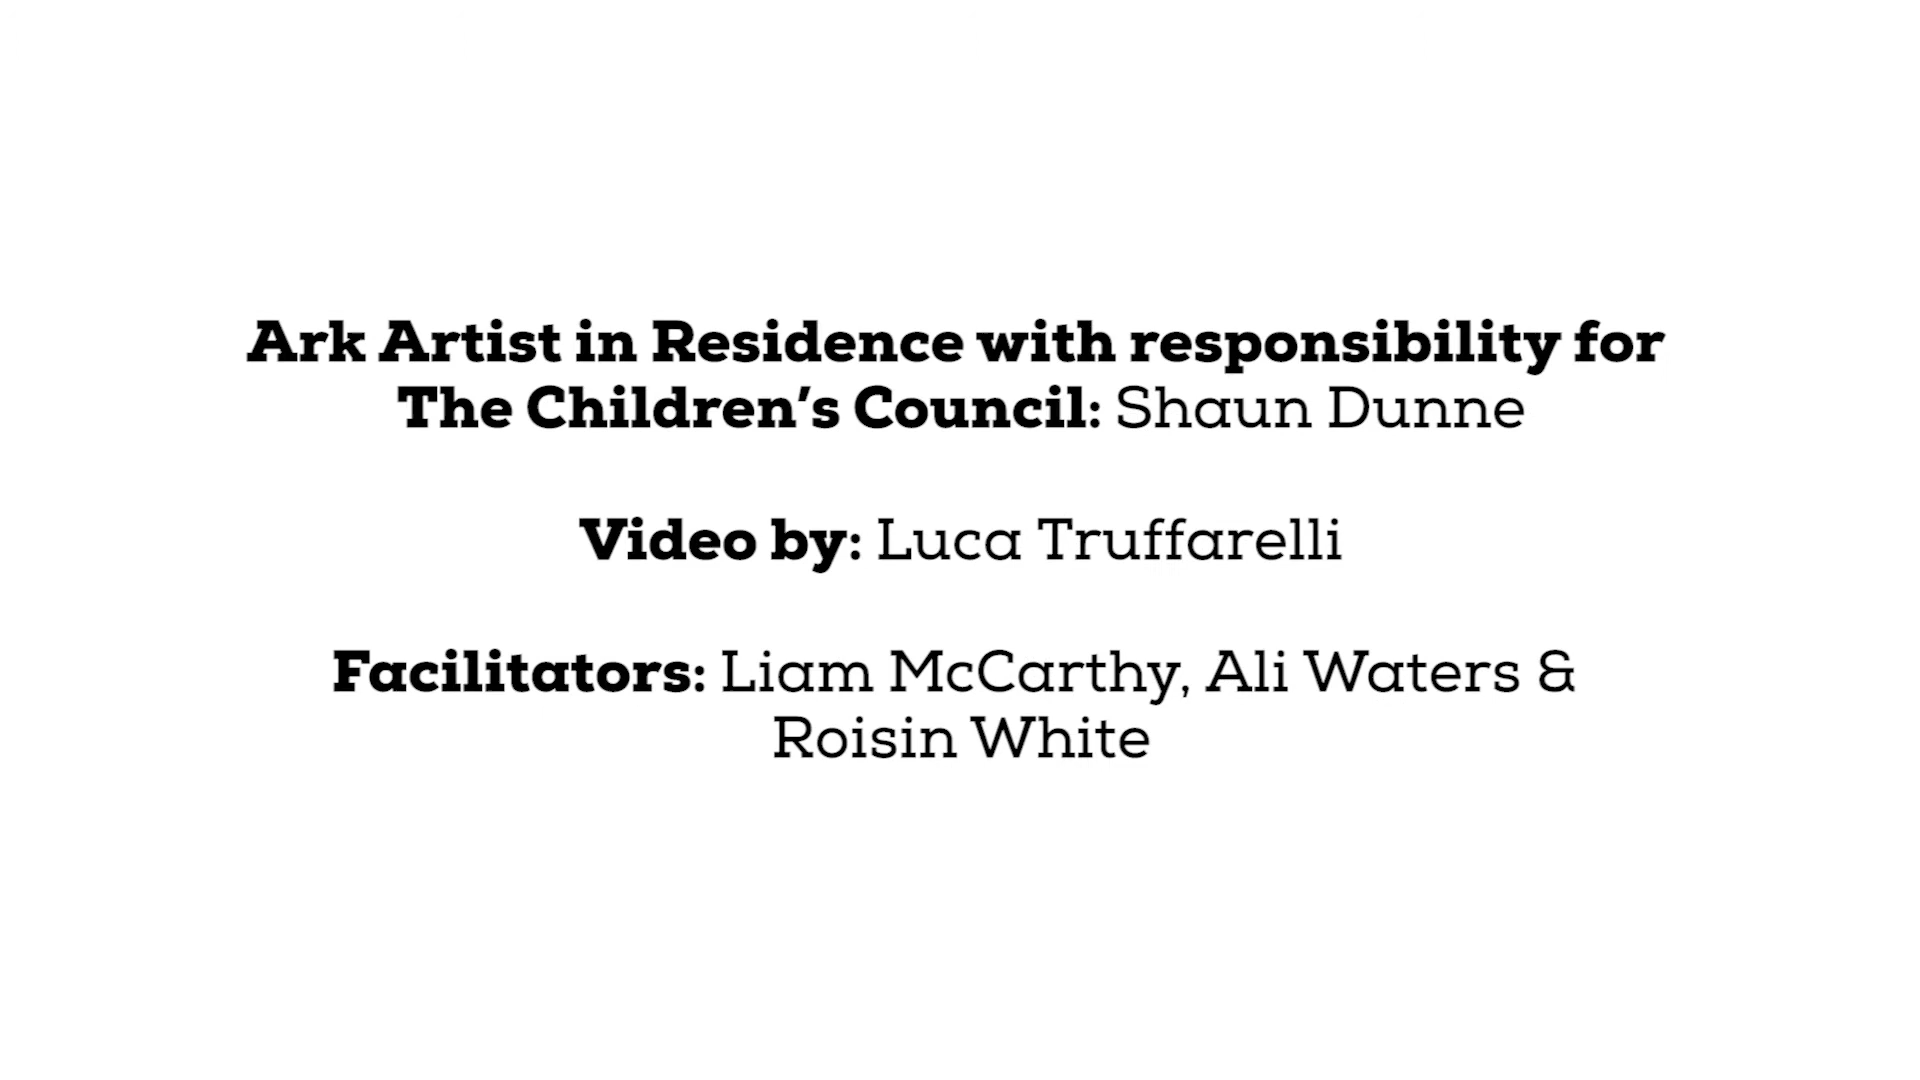 Ark Artist in Residence with responsibility for
The Children’s Council: Shaun Dunne
Video by: Luca Truffarelli
Facilitators: Liam McCarthy, Ali Waters &
Roisin White